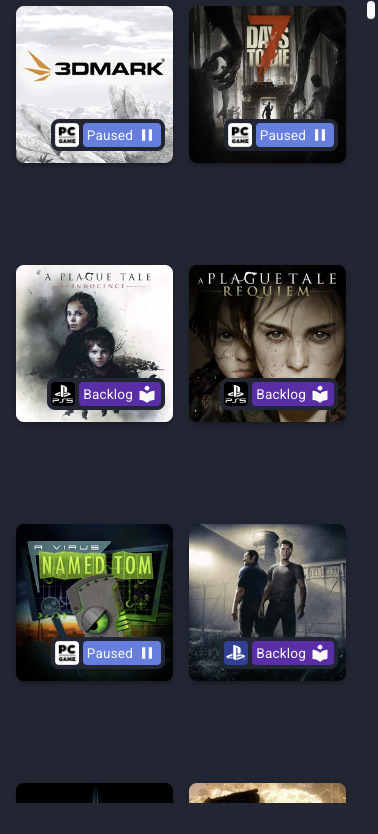 3DMARK
PC
GAME
Paused
7
DAYS
TO DIE
PC
GAME
Paused
A PLAGUE TALE
INNOCENCE
PS5
Backlog
A PLAGUE TALE
REQUIEM
PS5
Backlog
A VIRUS
NAMED TOM
PC
GAME
Paused
Backlog